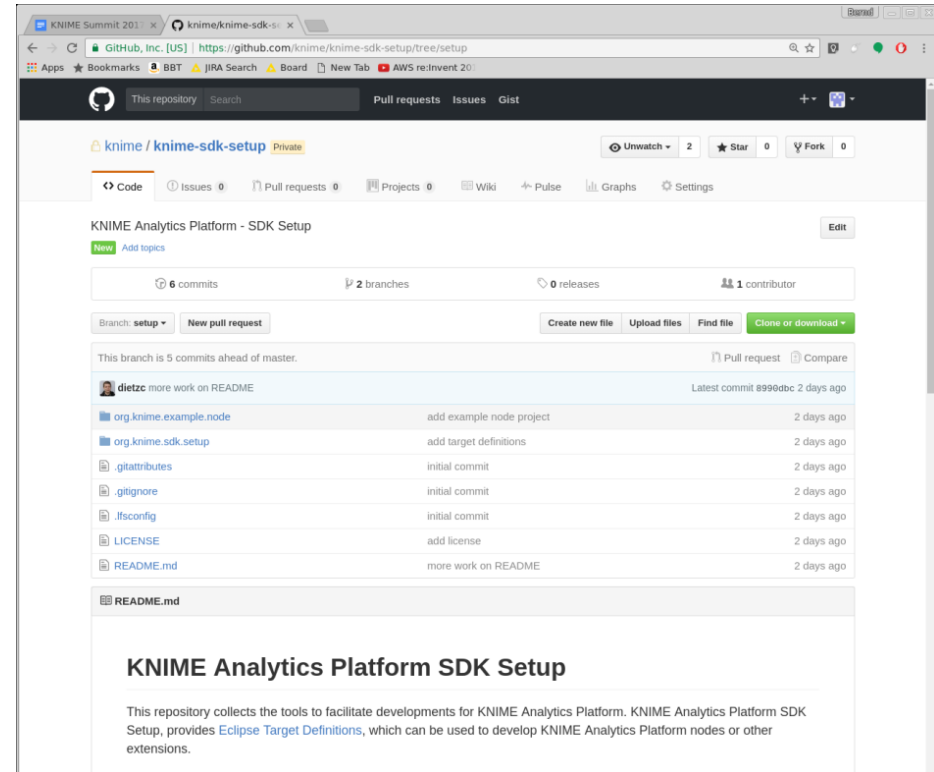 KNIME Summit 201
knime/knime-sdk-se
GitHub, Inc. [US] https://github.com/knime/knime-sdk-setup/tree/setup
Apps Bookmarks BBT JIRA Search Board New Tab AWS re:Invent 201
This repository Search Pull requests Issues Gist
knime / knime-sdk-setup Private Unwatch 2 Star 0 Fork 0
Code Issues 0 Pull requests 0 Projects 0 Wiki Pulse Graphs Settings
KNIME Analytics Platform - SDK Setup Edit
New Add topics
6 commits 2 branches 0 releases 1 contributor
Branch: setup New pull request Create new file Upload files Find file Clone or download
This branch is 5 commits ahead of master. Pull request Compare
dietzc more work on README Latest commit 8990dbc 2 days ago
org.knime.example.node add example node project 2 days ago
org.knime.sdk.setup add target definitions 2 days ago
.gitattributes initial commit 2 days ago
.gitignore initial commit 2 days ago
.lfsconfig initial commit 2 days ago
LICENSE add license 2 days ago
README.md more work on README 2 days ago
README.md
KNIME Analytics Platform SDK Setup
This repository collects the tools to facilitate developments for KNIME Analytics Platform. KNIME Analytics Platform SDK
Setup, provides Eclipse Target Definitions, which can be used to develop KNIME Analytics Platform nodes or other
extensions.